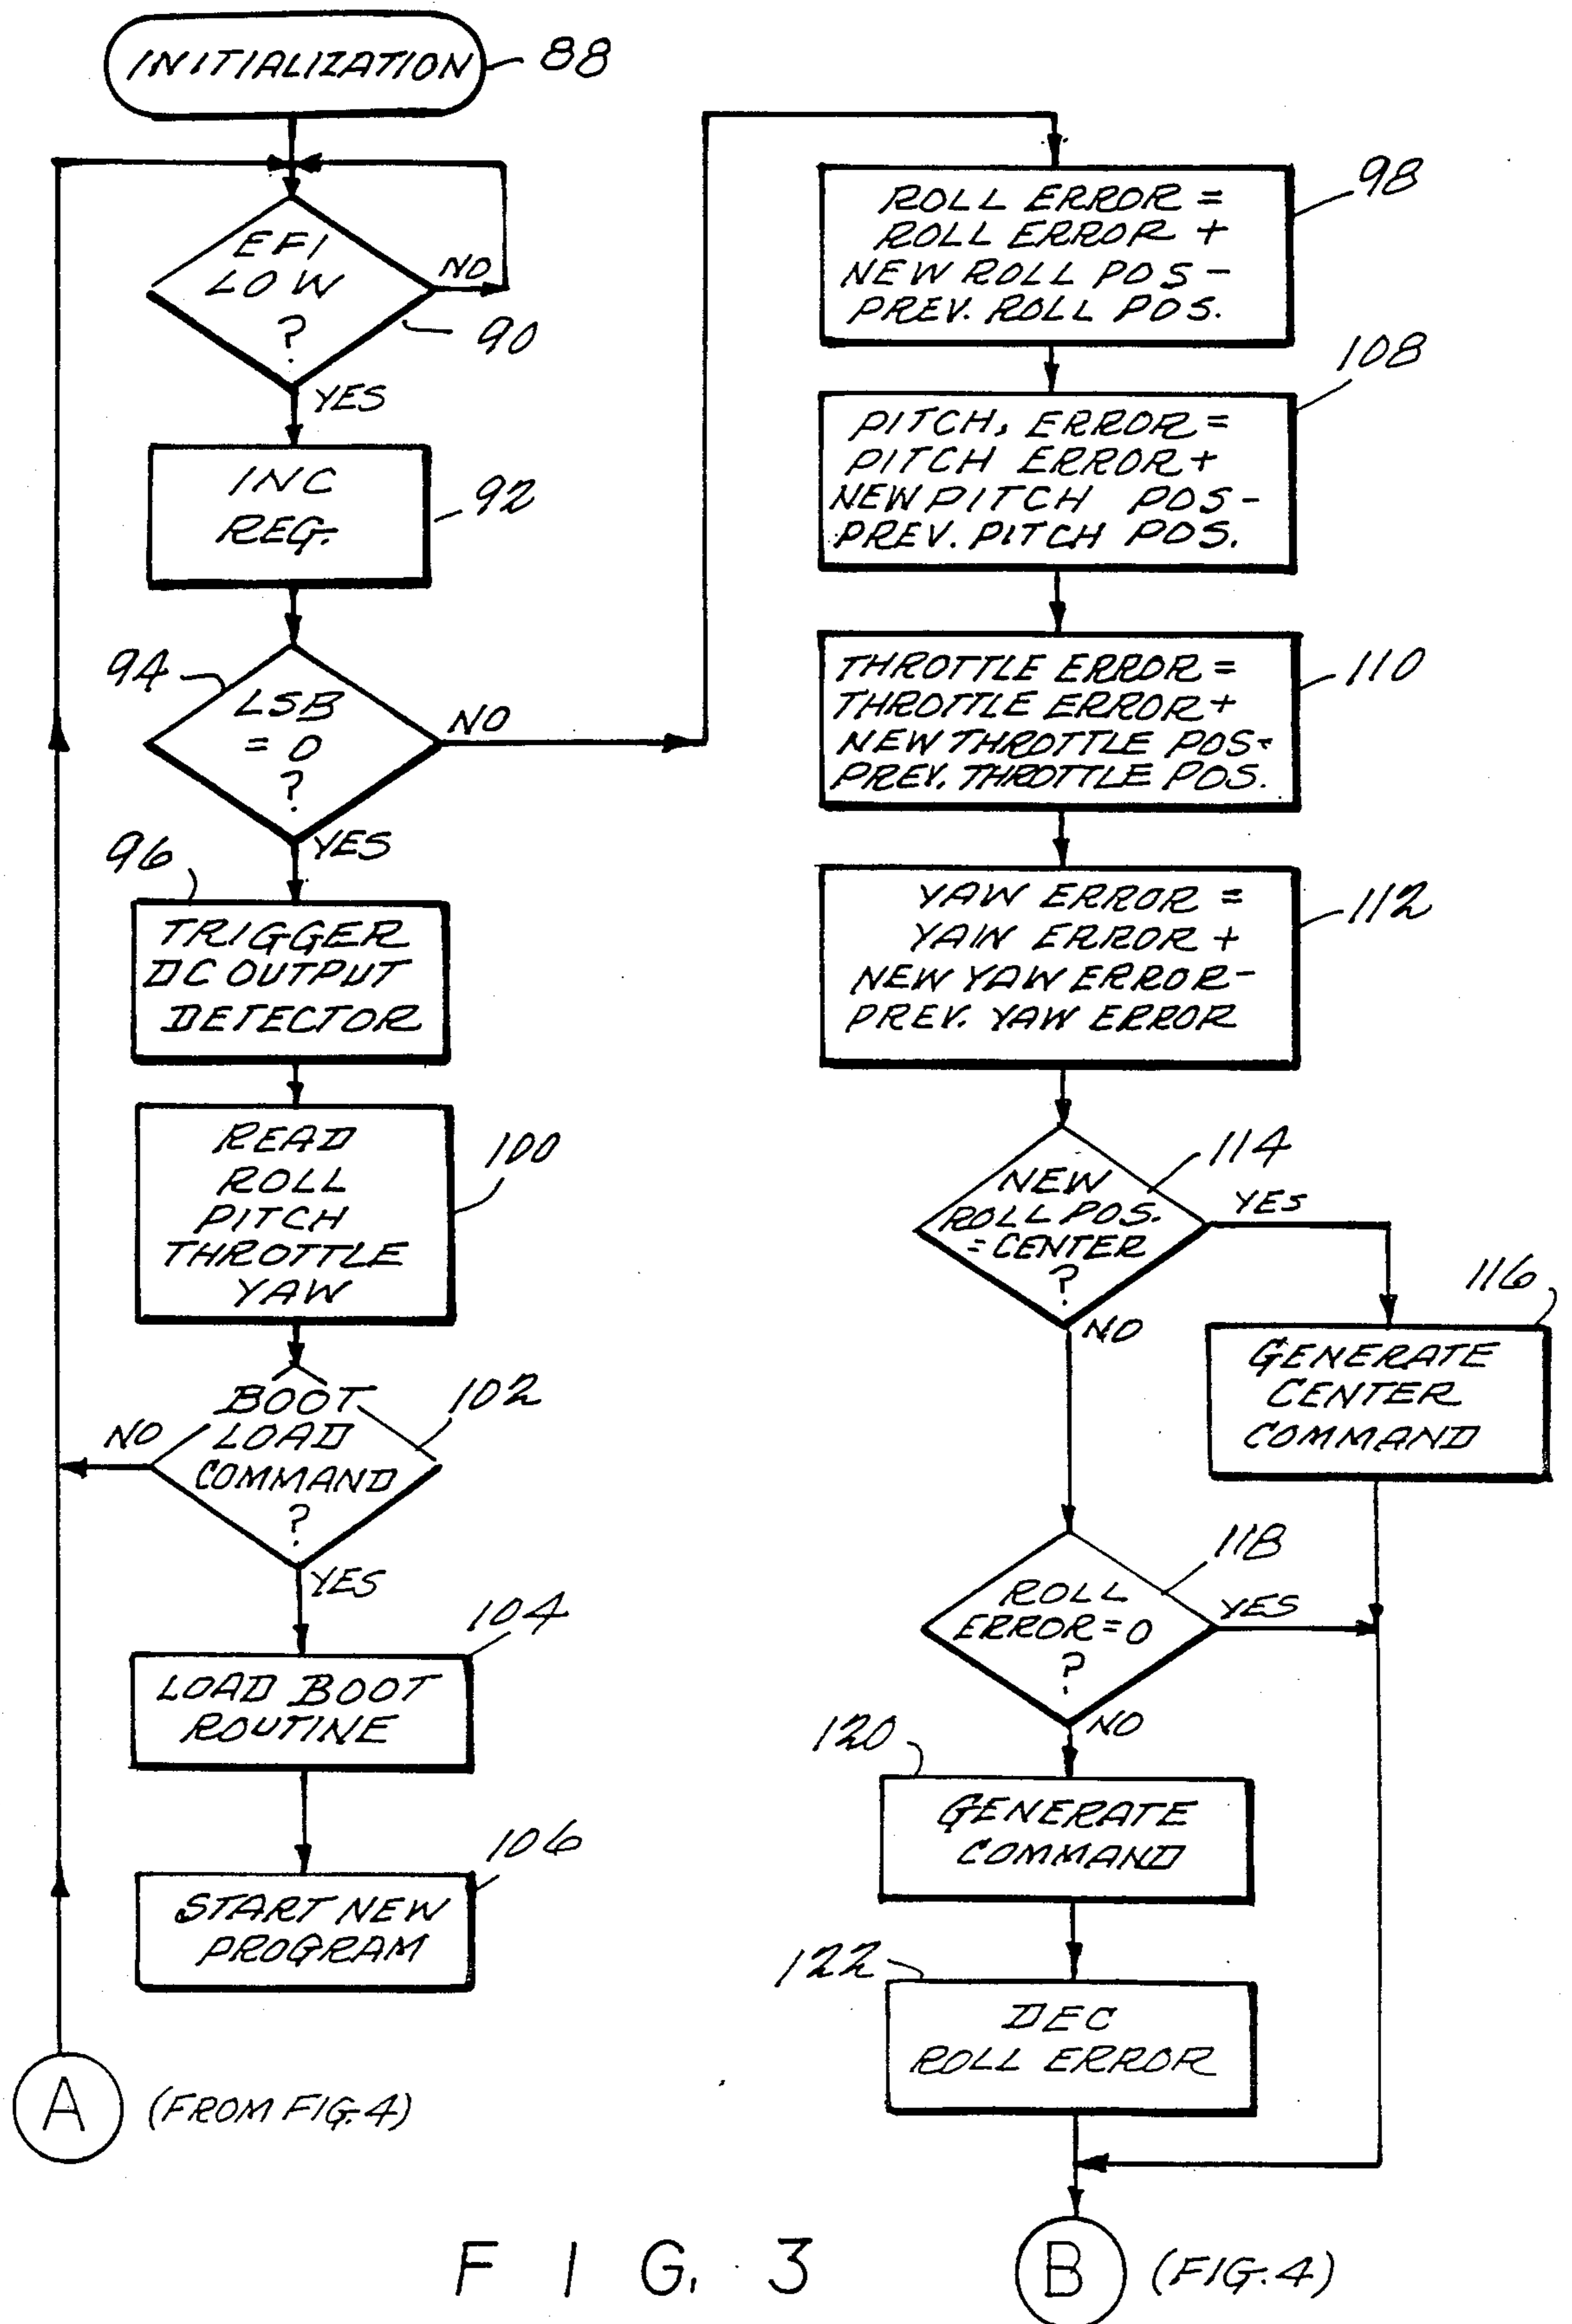 INITIALIZATION
88
EFI
LOW
?
NO
90
YES
INC
REG.
92
94
LSB
= 0
?
NO
YES
96
TRIGGER
DC OUTPUT
DETECTOR
READ
ROLL
PITCH
THROTTLE
YAW
100
BOOT
LOAD
COMMAND
?
102
NO
YES
104
LOAD BOOT
ROUTINE
106
START NEW
PROGRAM
A
(FROM FIG.4)
98
ROLL ERROR =
ROLL ERROR +
NEW ROLL POS -
PREV. ROLL POS.
108
PITCH, ERROR =
PITCH ERROR +
NEW PITCH POS -
PREV. PITCH POS.
110
THROTTLE ERROR =
THROTTLE ERROR +
NEW THROTTLE POS -
PREV. THROTTLE POS.
112
YAW ERROR =
YAW ERROR +
NEW YAW ERROR -
PREV. YAW ERROR
114
NEW
ROLL POS.
= CENTER
?
YES
NO
116
GENERATE
CENTER
COMMAND
118
ROLL
ERROR = 0
?
YES
NO
120
GENERATE
COMMAND
122
DEC
ROLL ERROR
B
(FIG.4)
FIG. 3